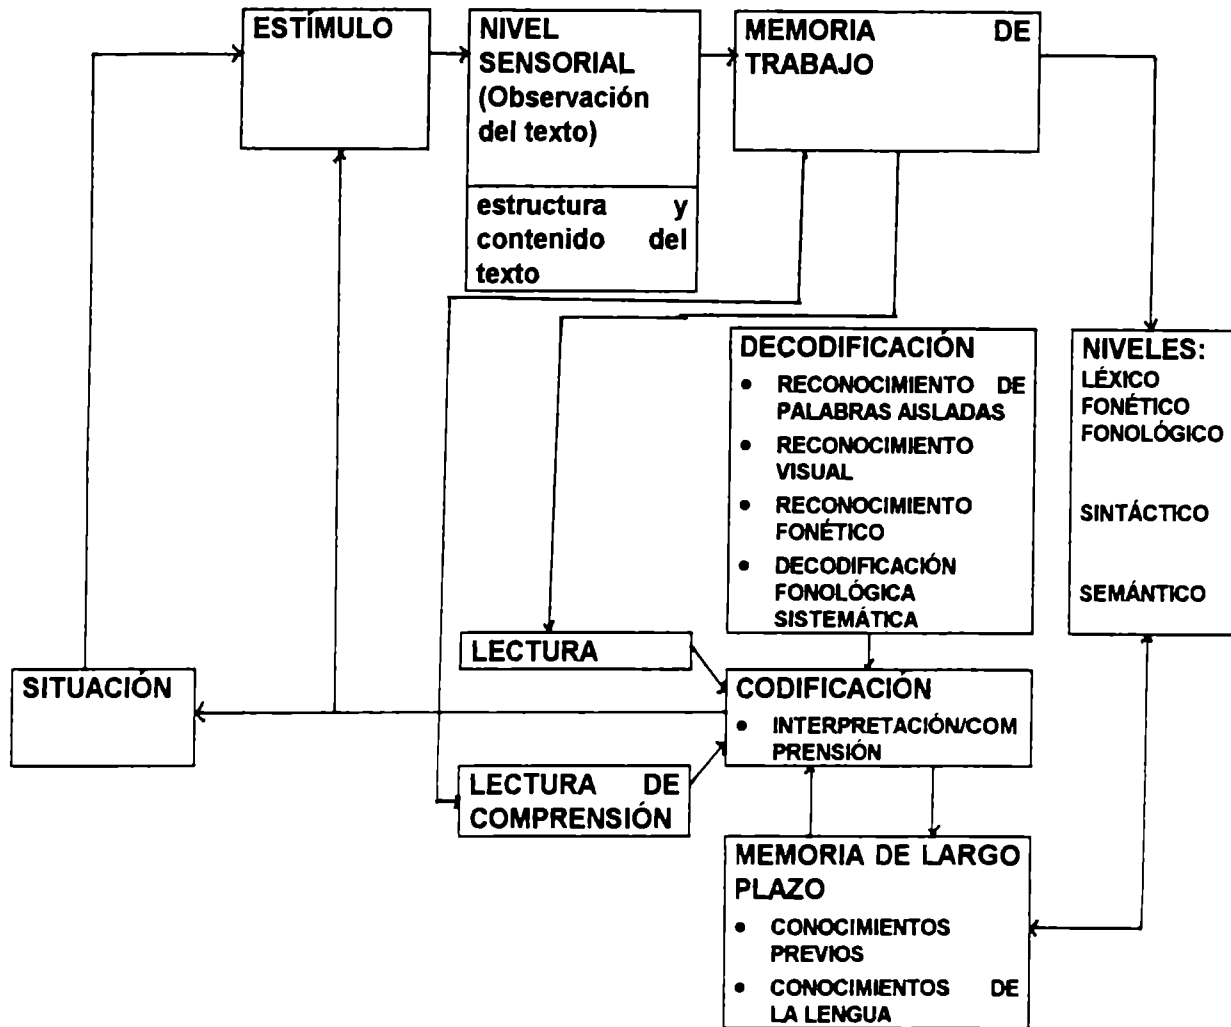 ESTÍMULO
NIVEL
SENSORIAL
(Observación
del texto)
estructura y
contenido del
texto
MEMORIA DE
TRABAJO
DECODIFICACIÓN
• RECONOCIMIENTO DE
PALABRAS AISLADAS
• RECONOCIMIENTO
VISUAL
• RECONOCIMIENTO
FONÉTICO
• DECODIFICACIÓN
FONOLÓGICA
SISTEMÁTICA
NIVELES:
LÉXICO
FONÉTICO
FONOLÓGICO
SINTÁCTICO
SEMÁNTICO
LECTURA
SITUACIÓN
CODIFICACIÓN
• INTERPRETACIÓN/COM
PRENSIÓN
LECTURA DE
COMPRENSIÓN
MEMORIA DE LARGO
PLAZO
• CONOCIMIENTOS
PREVIOS
• CONOCIMIENTOS DE
LA LENGUA